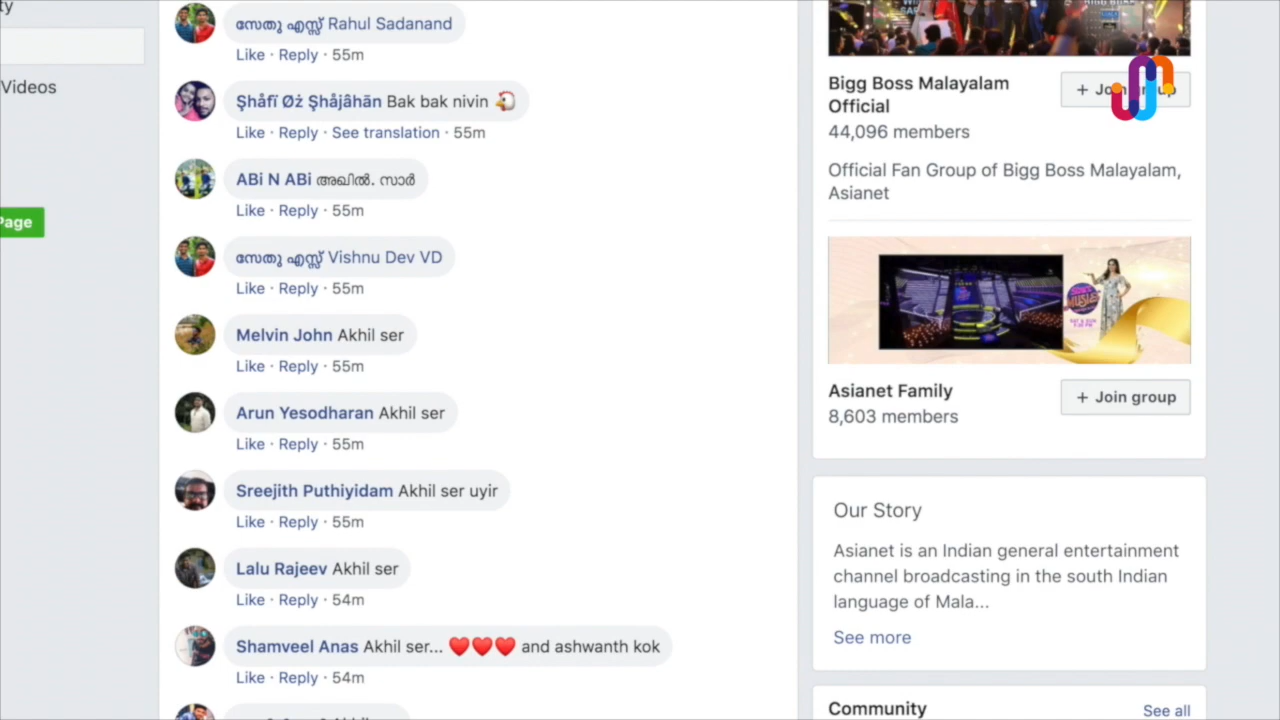 ty
Videos
Page
സേതു എസ്സ് Rahul Sadanand
Like · Reply · 55m
Şhåfï Øż Şhåjâhān Bak bak nivin 🐔
Like · Reply · See translation · 55m
ABi N ABi അഖിൽ. സാർ
Like · Reply · 55m
സേതു എസ്സ് Vishnu Dev VD
Like · Reply · 55m
Melvin John Akhil ser
Like · Reply · 55m
Arun Yesodharan Akhil ser
Like · Reply · 55m
Sreejith Puthiyidam Akhil ser uyir
Like · Reply · 55m
Lalu Rajeev Akhil ser
Like · Reply · 54m
Shamveel Anas Akhil ser... ❤️❤️❤️ and ashwanth kok
Like · Reply · 54m
Bigg Boss Malayalam
Official
+ Join group
44,096 members
Official Fan Group of Bigg Boss Malayalam,
Asianet
Asianet Family
+ Join group
8,603 members
Our Story
Asianet is an Indian general entertainment
channel broadcasting in the south Indian
language of Mala...
See more
Community
See all